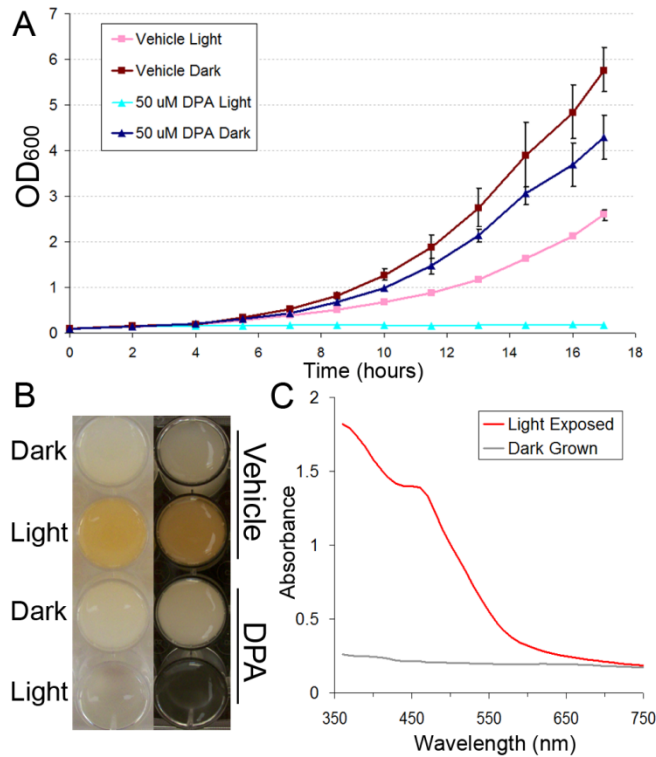 A
Vehicle Light
Vehicle Dark
50 uM DPA Light
50 uM DPA Dark
OD600
7
6
5
4
3
2
1
0
0 2 4 6 8 10 12 14 16 18
Time (hours)
B
Dark
Light
Dark
Light
Vehicle
DPA
C
Light Exposed
Dark Grown
Absorbance
2
1.5
1
0.5
0
350 450 550 650 750
Wavelength (nm)